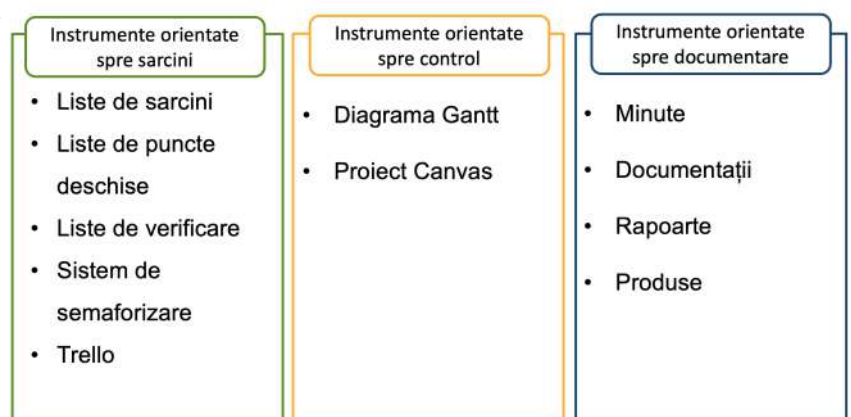 Instrumente orientate
spre sarcini
• Liste de sarcini
• Liste de puncte
deschise
• Liste de verificare
• Sistem de
semaforizare
• Trello
Instrumente orientate
spre control
• Diagrama Gantt
• Proiect Canvas
Instrumente orientate
spre documentare
• Minute
• Documentații
• Rapoarte
• Produse